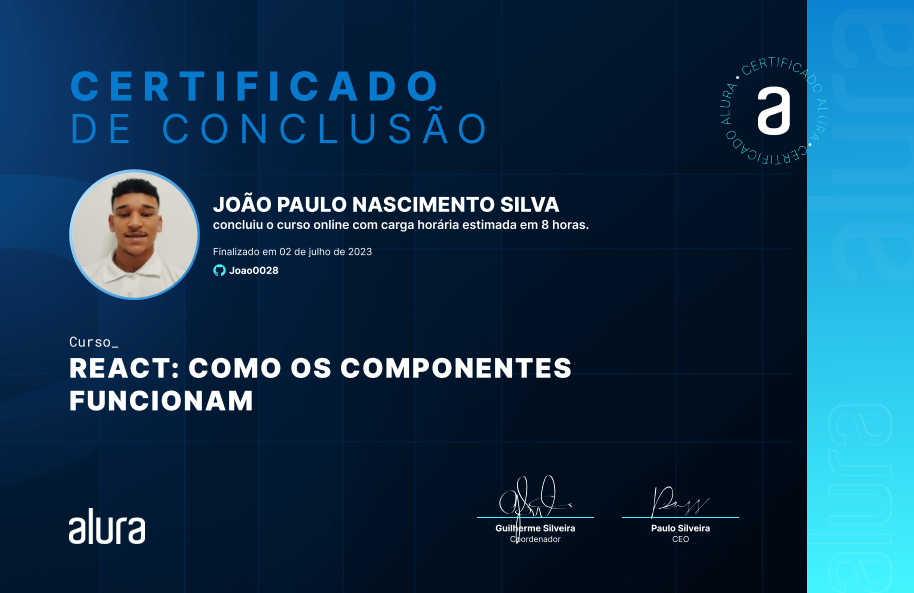 CERTIFICADO
DE CONCLUSÃO
CERTIFICADO ALURA • CERTIFICADO ALURA •
a
JOÃO PAULO NASCIMENTO SILVA
concluiu o curso online com carga horária estimada em 8 horas.
Finalizado em 02 de julho de 2023
Joao0028
Curso_
REACT: COMO OS COMPONENTES
FUNCIONAM
alura
Guilherme Silveira
Coordenador
Paulo Silveira
CEO
alura
alura